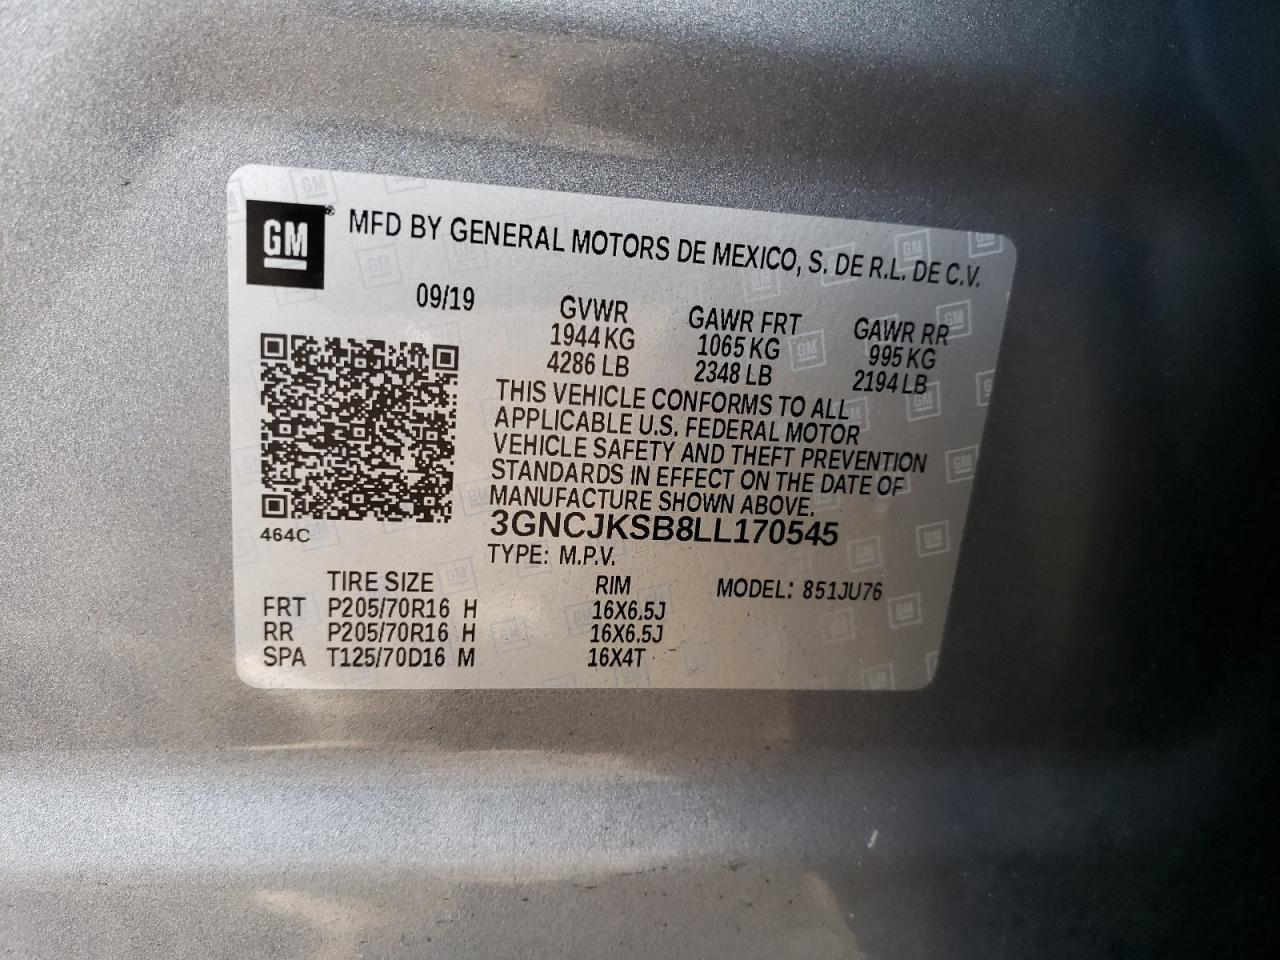 GM® MFD BY GENERAL MOTORS DE MEXICO, S. DE R.L. DE C.V.
09/19 GVWR GAWR FRT GAWR RR
1944 KG 1065 KG 995 KG
4286 LB 2348 LB 2194 LB
THIS VEHICLE CONFORMS TO ALL
APPLICABLE U.S. FEDERAL MOTOR
VEHICLE SAFETY AND THEFT PREVENTION
STANDARDS IN EFFECT ON THE DATE OF
MANUFACTURE SHOWN ABOVE.
3GNCJKSB8LL170545
464C
TYPE: M.P.V.
TIRE SIZE RIM MODEL: 851JU76
FRT P205/70R16 H 16X6.5J
RR P205/70R16 H 16X6.5J
SPA T125/70D16 M 16X4T